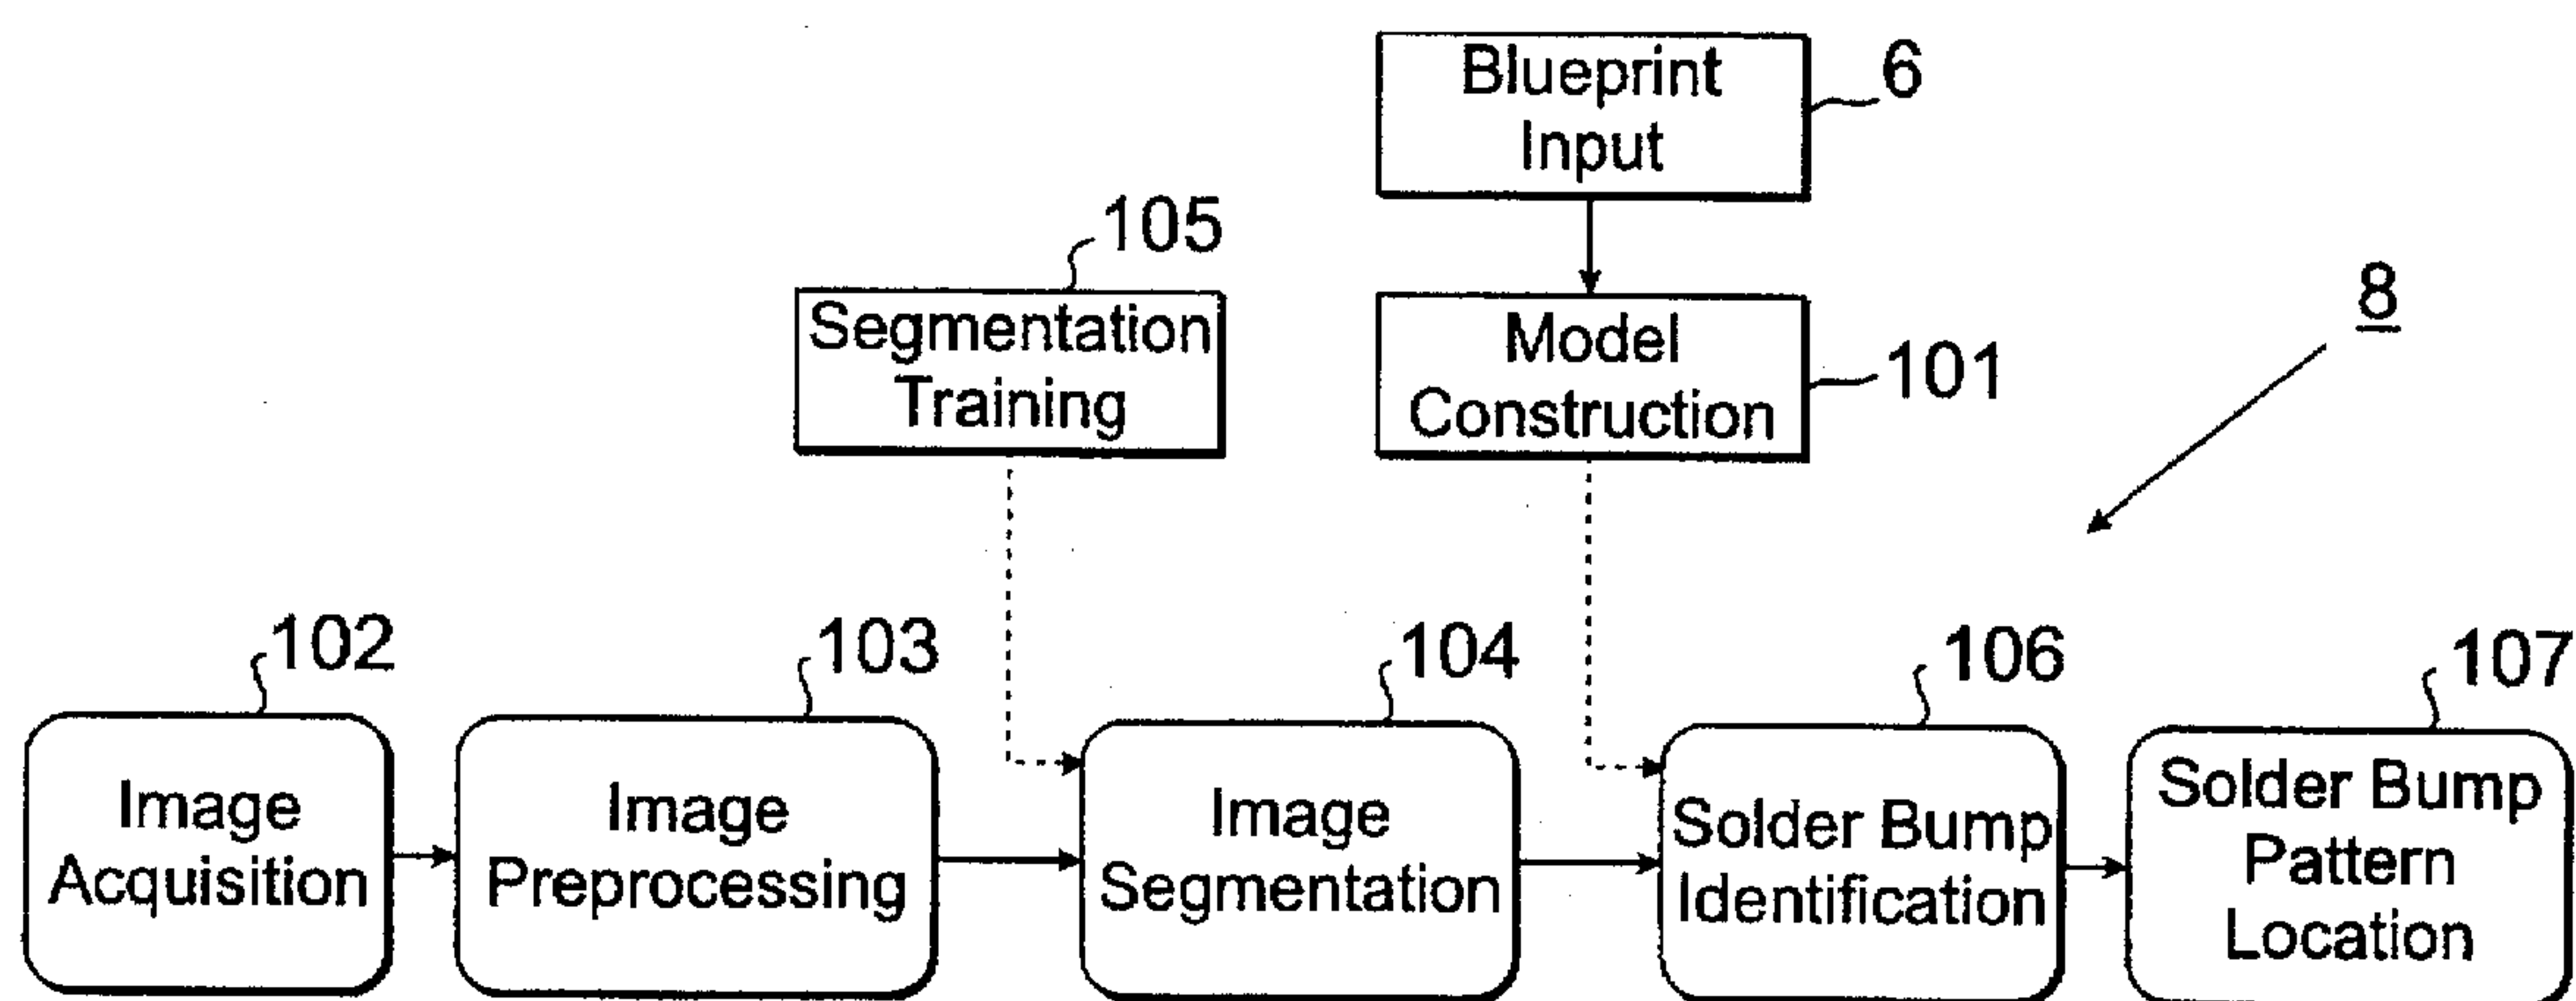 Blueprint
Input
6
105
Segmentation
Training
Model
Construction
101
8
102
Image
Acquisition
103
Image
Preprocessing
104
Image
Segmentation
106
Solder Bump
Identification
107
Solder Bump
Pattern
Location